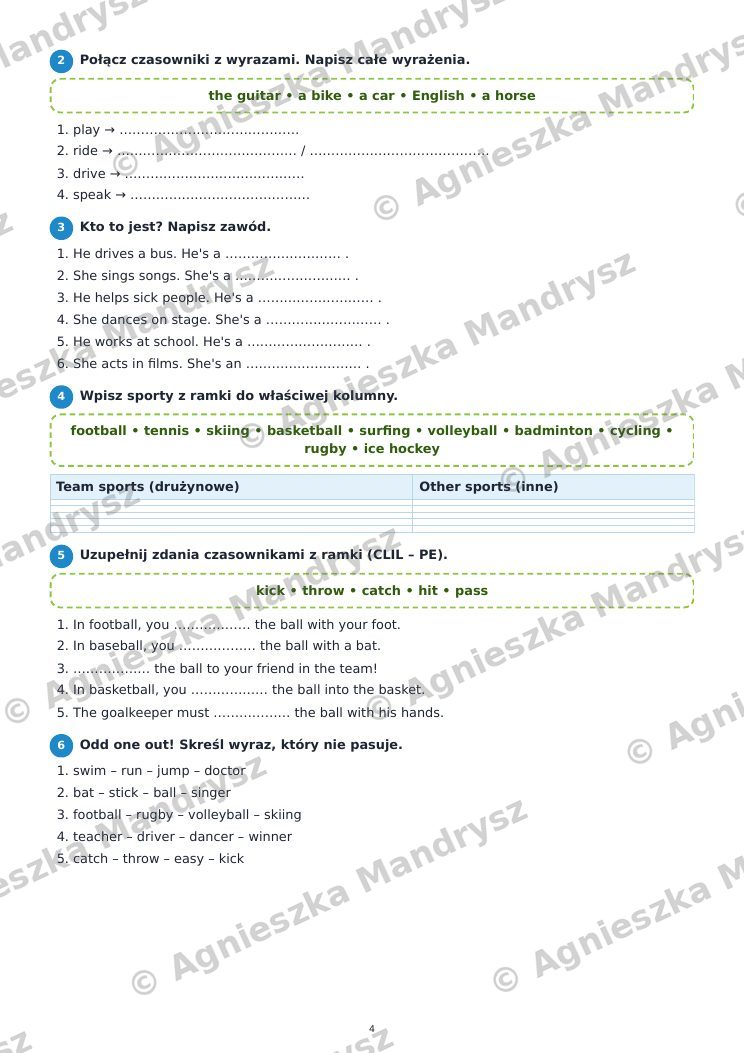 2 Połącz czasowniki z wyrazami. Napisz całe wyrażenia.
the guitar • a bike • a car • English • a horse
1. play → ……………………………………
2. ride → …………………………………… / ……………………………………
3. drive → ……………………………………
4. speak → ……………………………………
3 Kto to jest? Napisz zawód.
1. He drives a bus. He's a ……………………… .
2. She sings songs. She's a ……………………… .
3. He helps sick people. He's a ……………………… .
4. She dances on stage. She's a ……………………… .
5. He works at school. He's a ……………………… .
6. She acts in films. She's an ……………………… .
4 Wpisz sporty z ramki do właściwej kolumny.
football • tennis • skiing • basketball • surfing • volleyball • badminton • cycling •
rugby • ice hockey
Team sports (drużynowe) Other sports (inne)
5 Uzupełnij zdania czasownikami z ramki (CLIL – PE).
kick • throw • catch • hit • pass
1. In football, you ……………… the ball with your foot.
2. In baseball, you ……………… the ball with a bat.
3. ……………… the ball to your friend in the team!
4. In basketball, you ……………… the ball into the basket.
5. The goalkeeper must ……………… the ball with his hands.
6 Odd one out! Skreśl wyraz, który nie pasuje.
1. swim – run – jump – doctor
2. bat – stick – ball – singer
3. football – rugby – volleyball – skiing
4. teacher – driver – dancer – winner
5. catch – throw – easy – kick
4
© Agnieszka Mandrysz